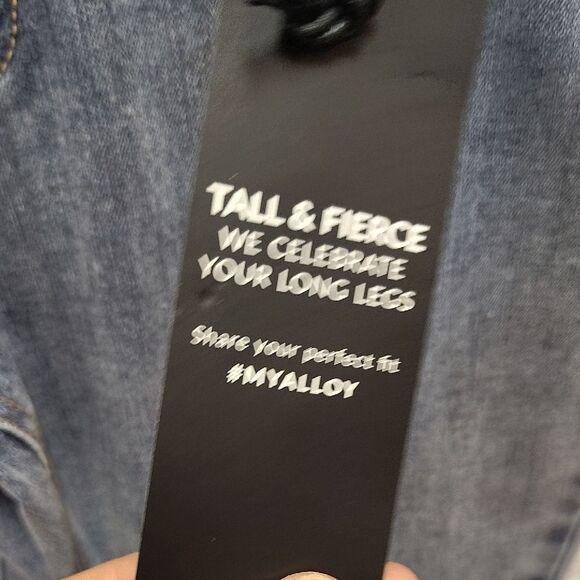 TALL & FIERCE
WE CELEBRATE
YOUR LONG LEGS
Share your perfect fit
#MYALLOY